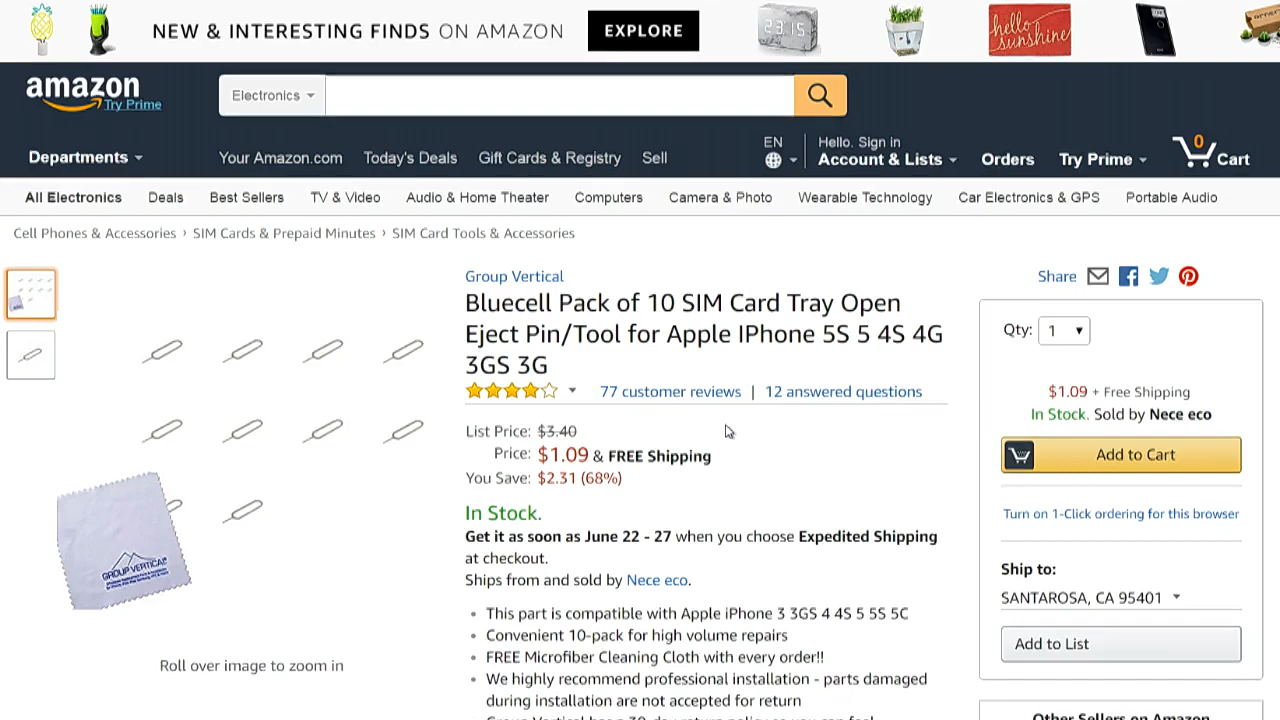 NEW & INTERESTING FINDS ON AMAZON EXPLORE
23:15
hello
sunshine
amazon
Try Prime
Electronics
Departments
Your Amazon.com Today's Deals Gift Cards & Registry Sell
EN
Hello. Sign in
Account & Lists
Orders
Try Prime
0
Cart
All Electronics Deals Best Sellers TV & Video Audio & Home Theater Computers Camera & Photo Wearable Technology Car Electronics & GPS Portable Audio
Cell Phones & Accessories › SIM Cards & Prepaid Minutes › SIM Card Tools & Accessories
GROUP VERTICAL
Roll over image to zoom in
Group Vertical
Bluecell Pack of 10 SIM Card Tray Open
Eject Pin/Tool for Apple IPhone 5S 5 4S 4G
3GS 3G
77 customer reviews | 12 answered questions
List Price: $3.40
Price: $1.09 & FREE Shipping
You Save: $2.31 (68%)
In Stock.
Get it as soon as June 22 - 27 when you choose Expedited Shipping
at checkout.
Ships from and sold by Nece eco.
• This part is compatible with Apple iPhone 3 3GS 4 4S 5 5S 5C
• Convenient 10-pack for high volume repairs
• FREE Microfiber Cleaning Cloth with every order!!
• We highly recommend professional installation - parts damaged
during installation are not accepted for return
Share
Qty: 1
$1.09 + Free Shipping
In Stock. Sold by Nece eco
Add to Cart
Turn on 1-Click ordering for this browser
Ship to:
SANTAROSA, CA 95401
Add to List
Other Sellers on Amazon